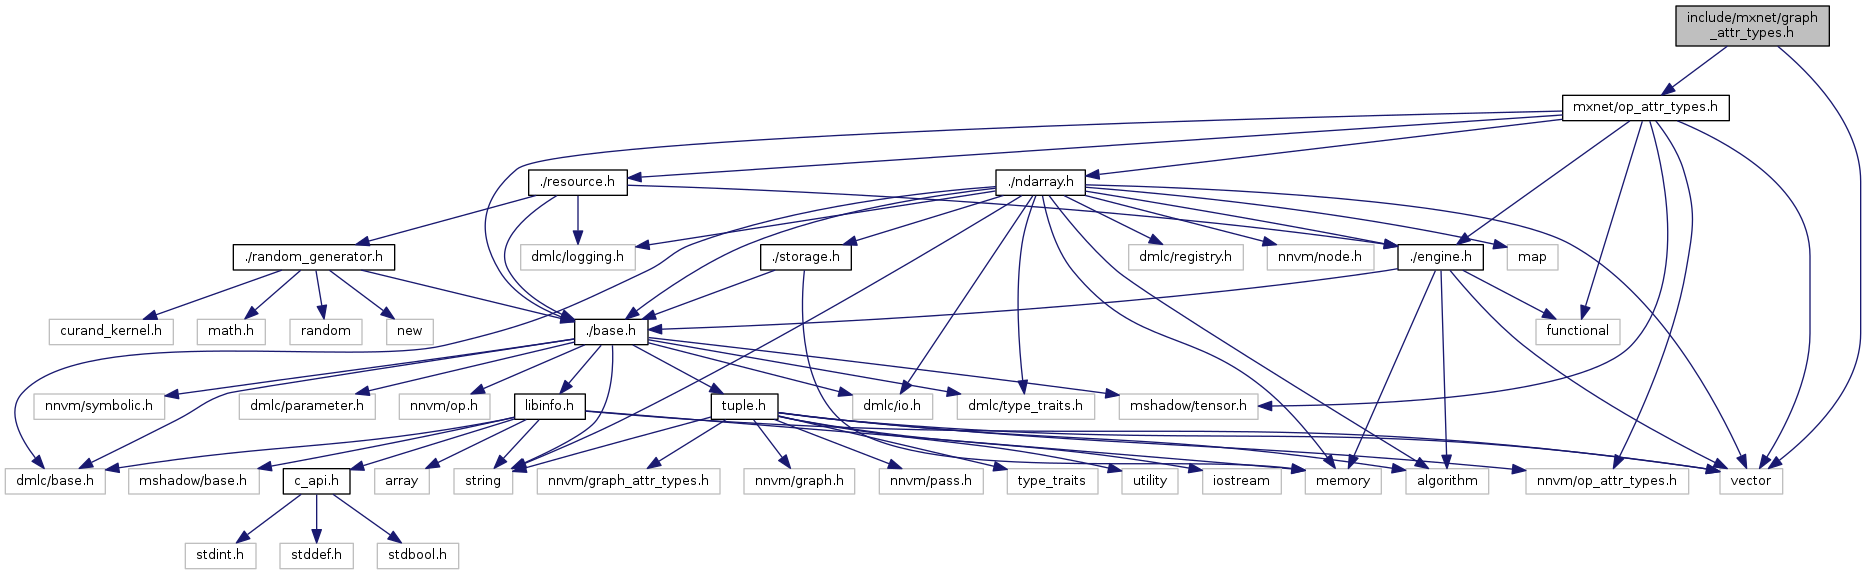 include/mxnet/graph
_attr_types.h
mxnet/op_attr_types.h
./resource.h
./ndarray.h
./random_generator.h
dmlc/logging.h
./storage.h
dmlc/registry.h
nnvm/node.h
./engine.h
map
curand_kernel.h
math.h
random
new
./base.h
functional
nnvm/symbolic.h
dmlc/parameter.h
nnvm/op.h
libinfo.h
tuple.h
dmlc/io.h
dmlc/type_traits.h
mshadow/tensor.h
dmlc/base.h
mshadow/base.h
c_api.h
array
string
nnvm/graph_attr_types.h
nnvm/graph.h
nnvm/pass.h
type_traits
utility
iostream
memory
algorithm
nnvm/op_attr_types.h
vector
stdint.h
stddef.h
stdbool.h